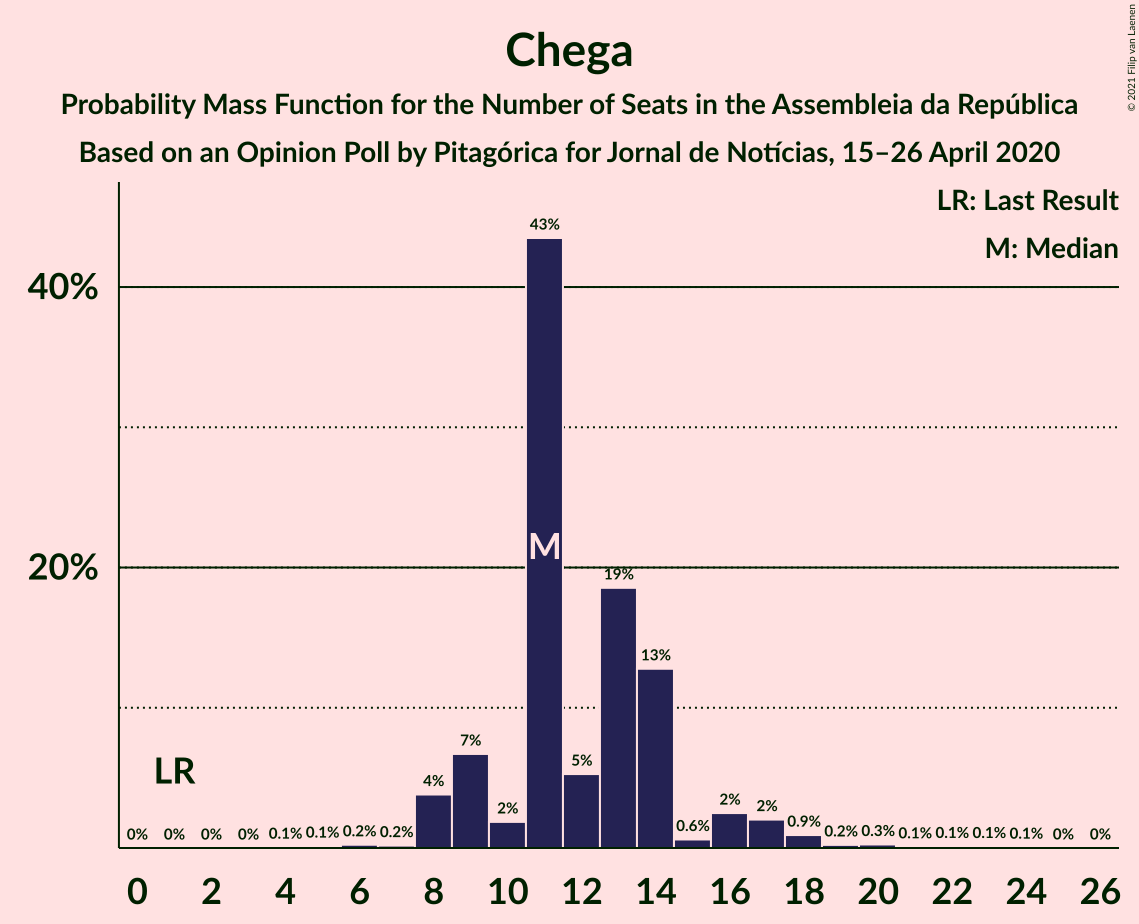 Chega
Probability Mass Function for the Number of Seats in the Assembleia da República
Based on an Opinion Poll by Pitagórica for Jornal de Notícias, 15–26 April 2020
© 2021 Filip van Laenen
LR: Last Result
M: Median
40%
20%
43%
M
19%
13%
LR
7%
5%
4%
2%
2%
2%
0.9%
0.6%
0% 0% 0% 0% 0.1% 0.1% 0.2% 0.2% 0.2% 0.3% 0.1% 0.1% 0.1% 0.1% 0% 0%
0 2 4 6 8 10 12 14 16 18 20 22 24 26